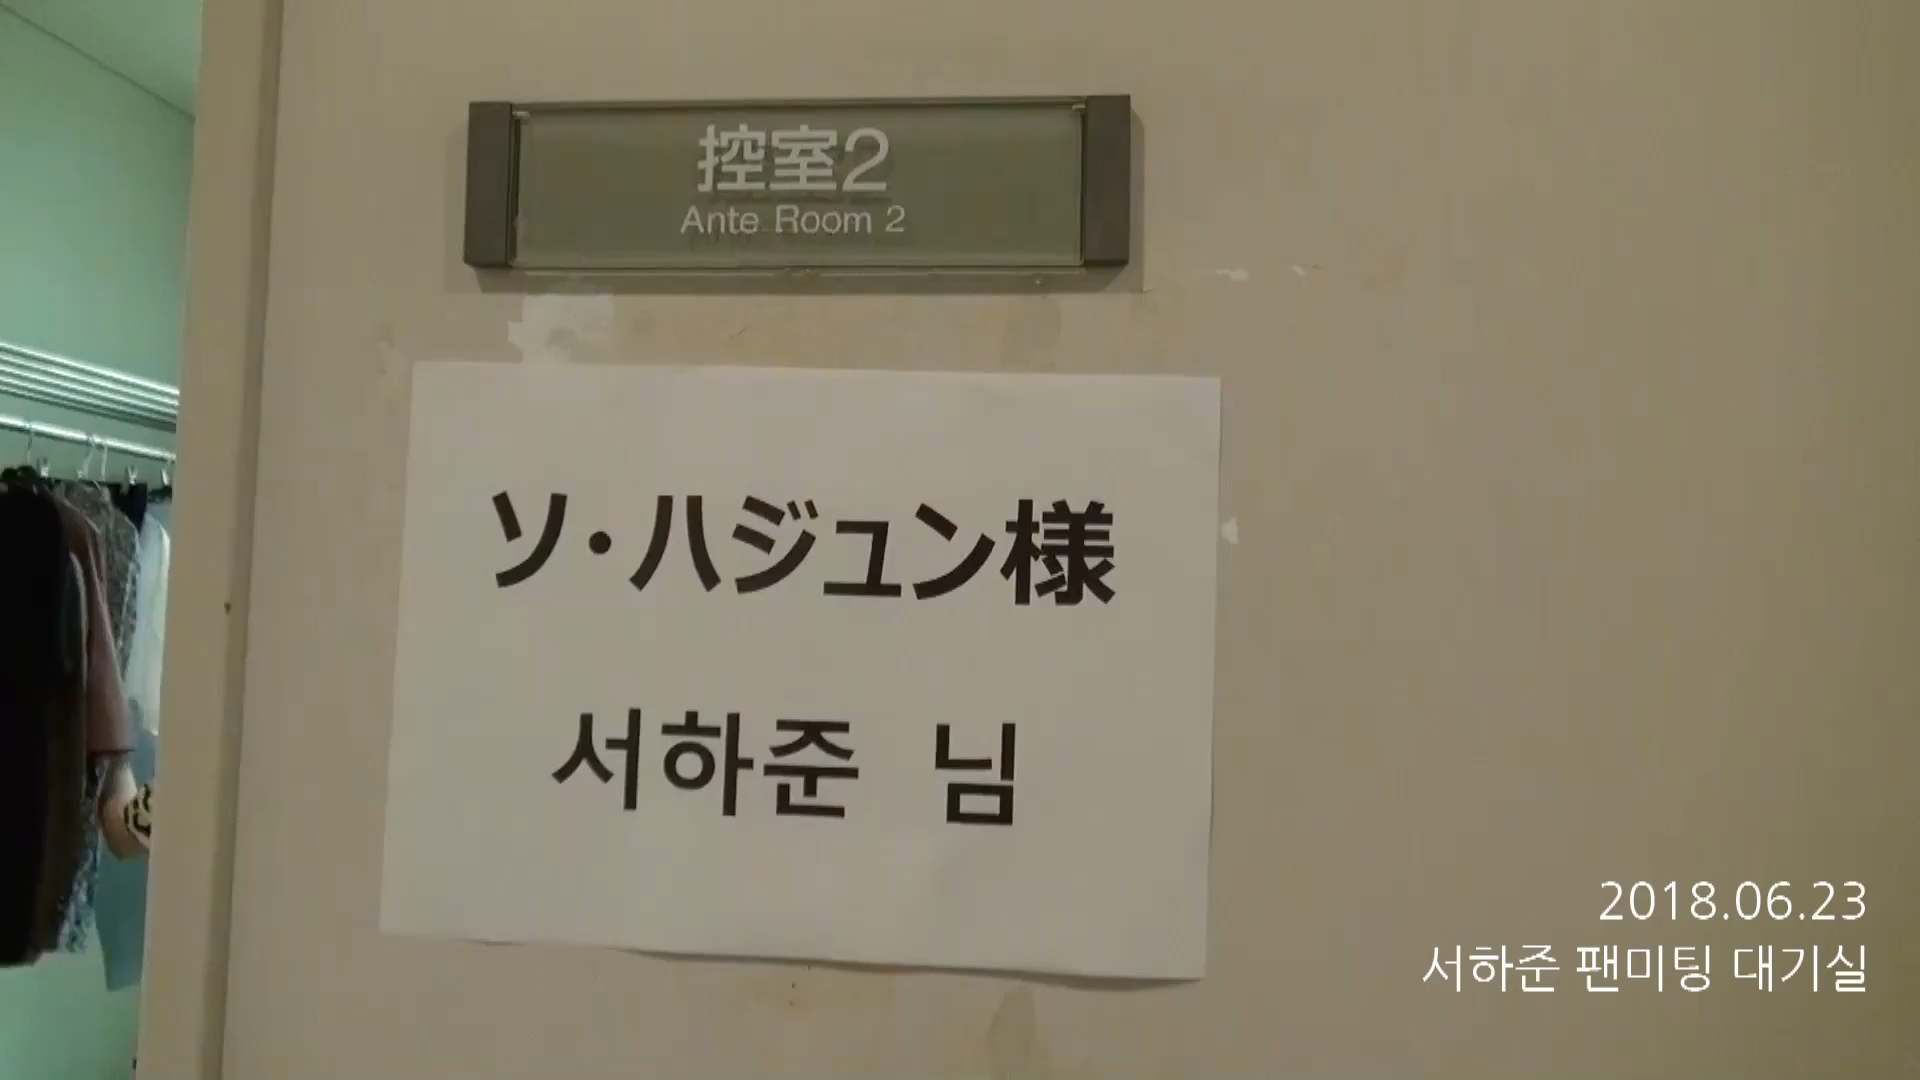 控室2
Ante Room 2
ソ・ハジュン様
서하준 님
2018.06.23
서하준 팬미팅 대기실